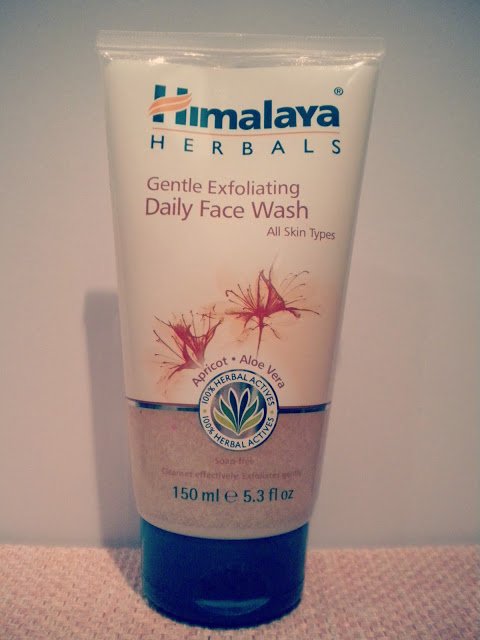 Himalaya®
HERBALS
Gentle Exfoliating
Daily Face Wash
All Skin Types
Apricot • Aloe Vera
100% HERBAL ACTIVES
100% HERBAL ACTIVES
Soap-free
Cleanses effectively. Exfoliates gently.
150 ml ℮ 5.3 fl oz